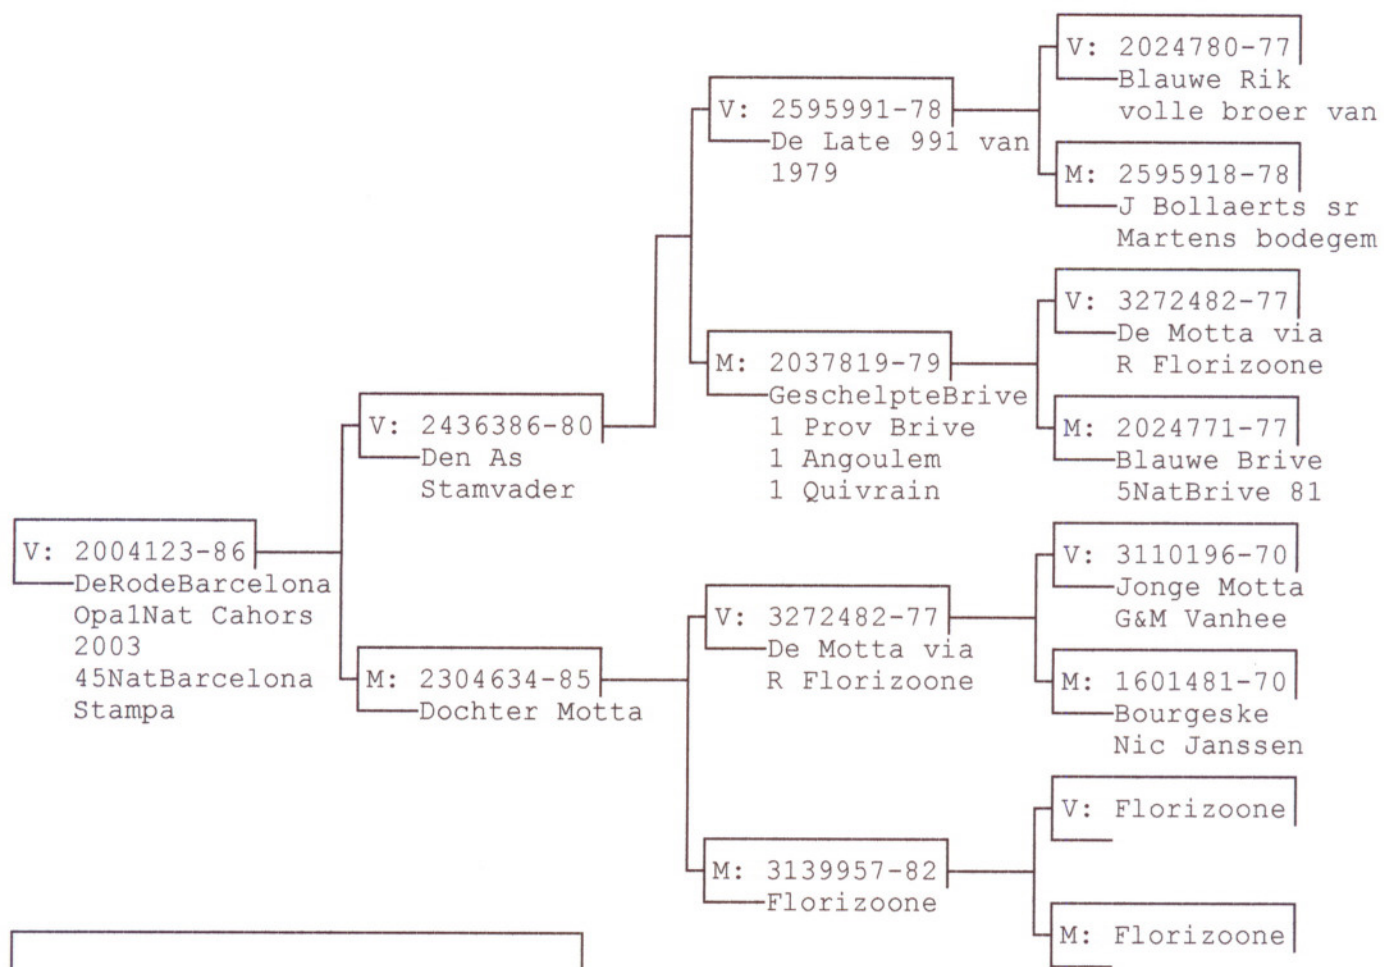 V: 2024780-77
Blauwe Rik
volle broer van
V: 2595991-78
De Late 991 van
1979
M: 2595918-78
J Bollaerts sr
Martens bodegem
V: 3272482-77
De Motta via
R Florizoone
M: 2037819-79
GeschelpteBrive
1 Prov Brive
1 Angoulem
1 Quivrain
V: 2436386-80
Den As
Stamvader
M: 2024771-77
Blauwe Brive
5NatBrive 81
V: 2004123-86
DeRodeBarcelona
Opa1Nat Cahors
2003
45NatBarcelona
Stampa
V: 3110196-70
Jonge Motta
G&M Vanhee
V: 3272482-77
De Motta via
R Florizoone
M: 2304634-85
Dochter Motta
M: 1601481-70
Bourgeske
Nic Janssen
V: Florizoone
M: 3139957-82
Florizoone
M: Florizoone